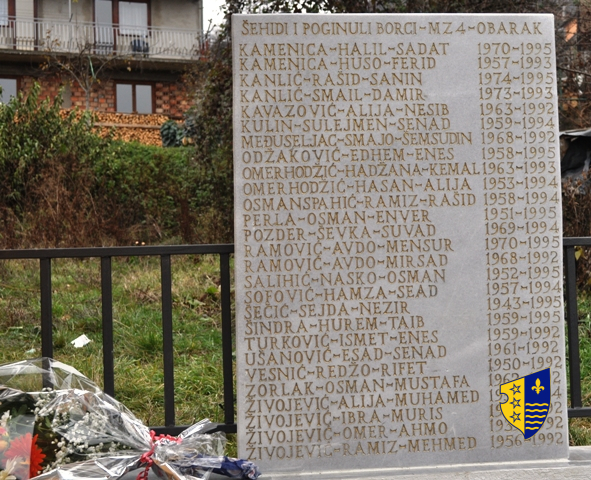 ŠEHIDI I POGINULI BORCI-MZ4-OBARAK
KAMENICA-HALIL-SADAT 1970-1995
KAMENICA-HUSO-FERID 1957-1993
KANLIĆ-RAŠID-SANIN 1974-1995
KANLIĆ-SMAIL-DAMIR 1973-1993
KAVAZOVIĆ-ALIJA-NESIB 1963-1992
KULIN-SULEJMEN-SENAD 1959-1994
MEĐUSELJAC-SMAJO-ŠEMSUDIN 1968-1992
ODŽAKOVIĆ-EDHEM-ENES 1958-1995
OMERHODŽIĆ-HADŽANA-KEMAL 1963-1993
OMERHODŽIĆ-HASAN-ALIJA 1953-1994
OSMANSPAHIĆ-RAMIZ-RAŠID 1958-1994
PERLA-OSMAN-ENVER 1951-1995
POZDER-ŠEVKA-SUVAD 1969-1994
RAMOVIĆ-AVDO-MENSUR 1970-1995
RAMOVIĆ-AVDO-MIRSAD 1968-1992
SALIHIĆ-NAŠKO-OSMAN 1952-1995
SOFOVIĆ-HAMZA-SEAD 1957-1994
ŠEČIĆ-SEJDA-NEZIR 1943-1995
ŠINDRA-HUREM-TAIB 1959-1995
TURKOVIĆ-ISMET-ENES 1959-1992
UŠANOVIĆ-ESAD-SENAD 1961-1992
VESNIĆ-REDŽO-RIFET 1950-1992
ZORLAK-OSMAN-MUSTAFA
ŽIVOJEVIĆ-ALIJA-MUHAMED
ŽIVOJEVIĆ-IBRA-MURIS
ŽIVOJEVIĆ-OMER-AHMO
ŽIVOJEVIĆ-RAMIZ-MEHMED 1956-1992